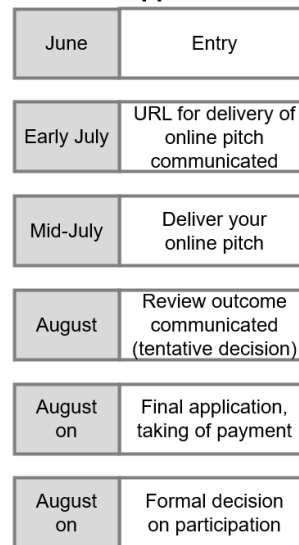 June
Entry
Early July
URL for delivery of
online pitch
communicated
Mid-July
Deliver your
online pitch
August
Review outcome
communicated
(tentative decision)
August
on
Final application,
taking of payment
August
on
Formal decision
on participation